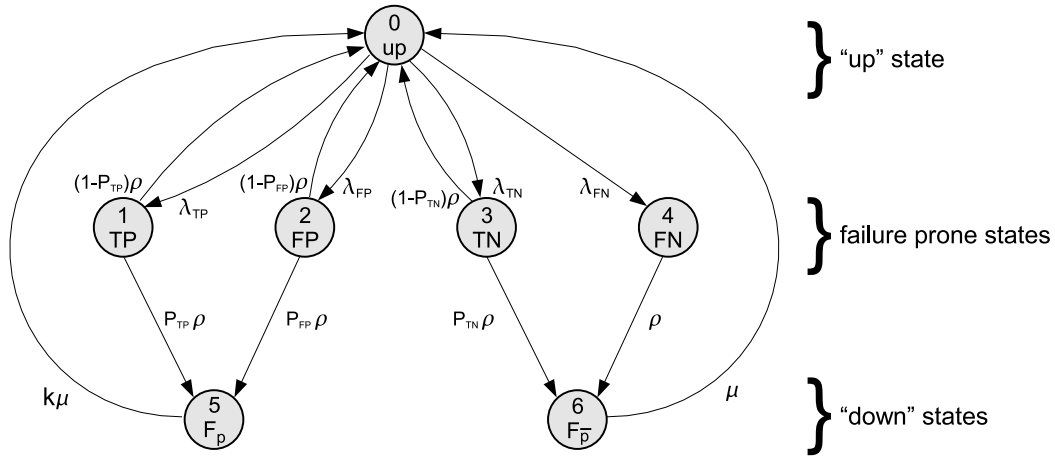 0
up
“up” state
(1-P_TP)ρ
λ_TP
(1-P_FP)ρ
λ_FP
(1-P_TN)ρ
λ_TN
λ_FN
1
TP
2
FP
3
TN
4
FN
failure prone states
P_TP ρ
P_FP ρ
P_TN ρ
ρ
kμ
5
F_p
6
F_p̅
μ
“down” states